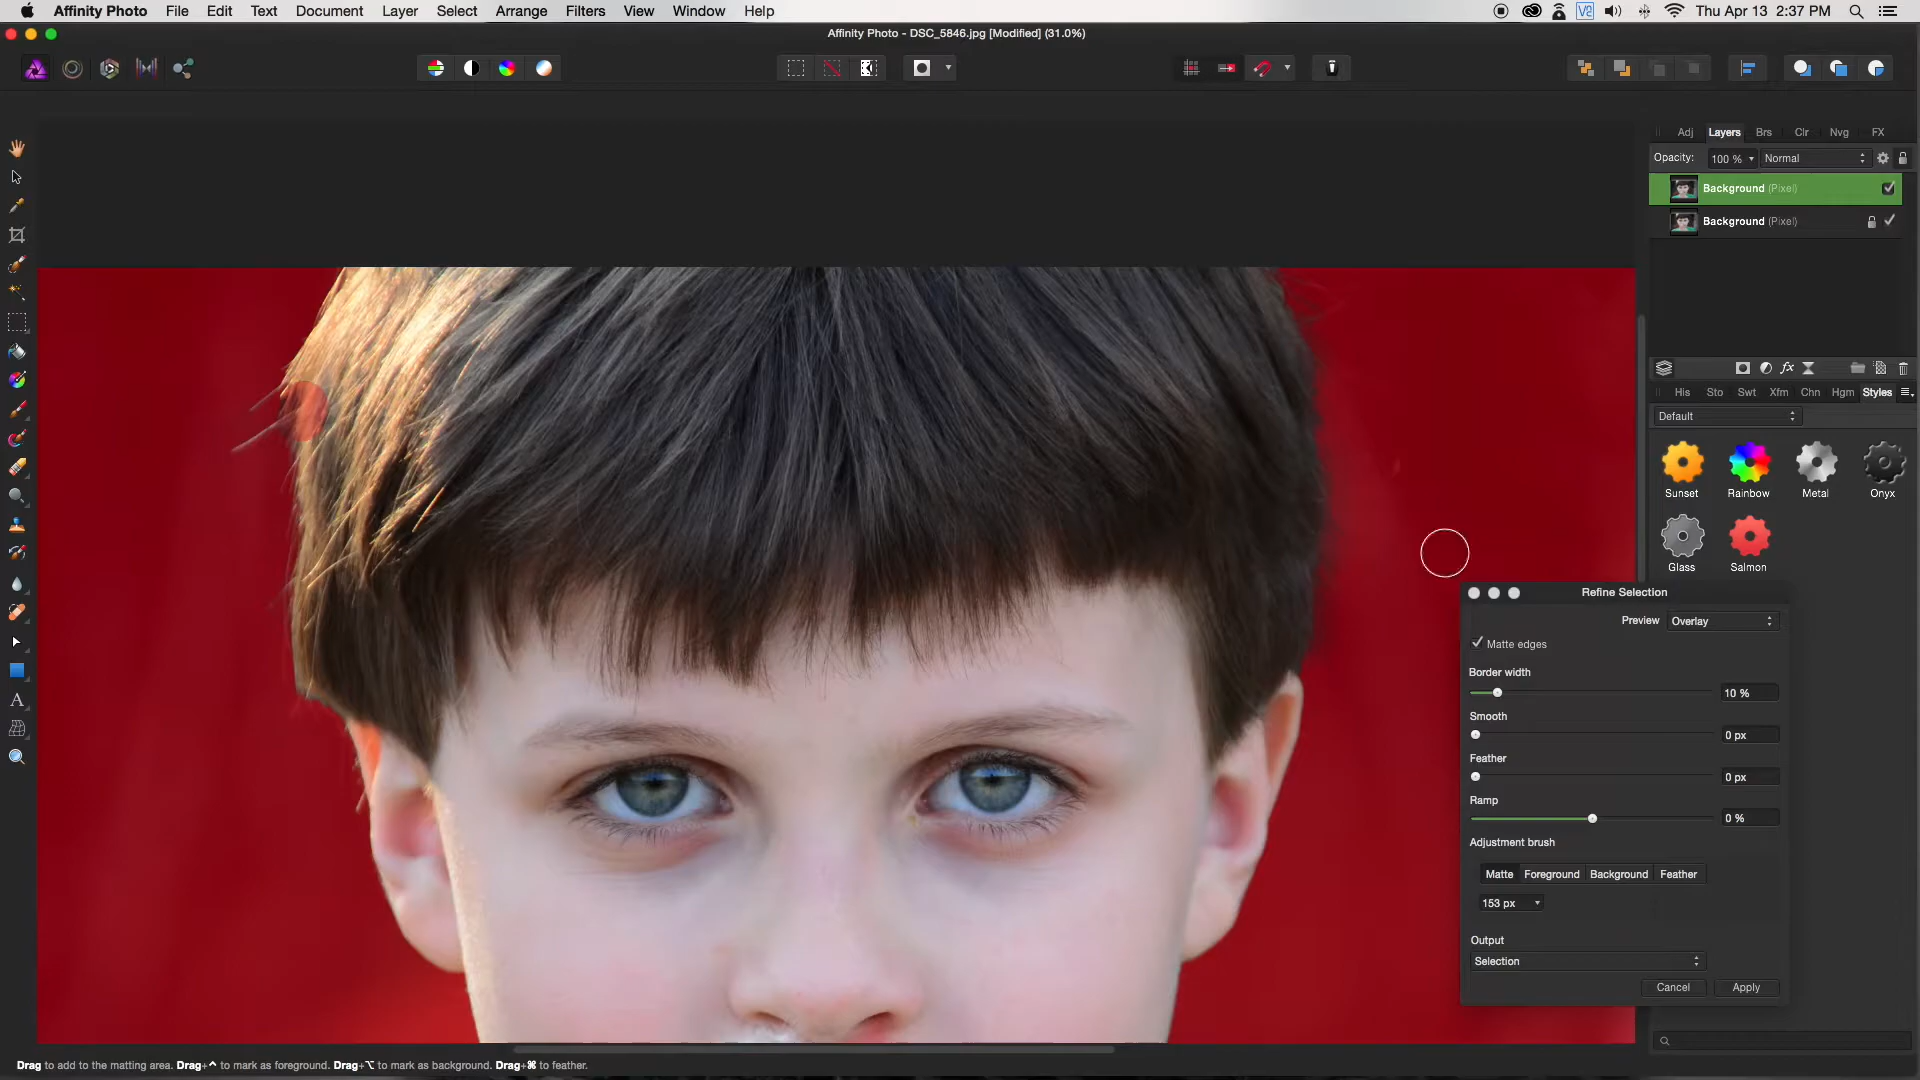 Affinity Photo File Edit Text Document Layer Select Arrange Filters View Window Help Thu Apr 13 2:37 PM
Affinity Photo - DSC_5846.jpg [Modified] (31.0%)
Adj Layers Brs Clr Nvg FX
Opacity: 100 % Normal
Background (Pixel)
Background (Pixel)
fx
His Sto Swt Xfm Chn Hgm Styles
Default
Sunset Rainbow Metal Onyx
Glass Salmon
Refine Selection
Preview Overlay
Matte edges
Border width
10 %
Smooth
0 px
Feather
0 px
Ramp
0 %
Adjustment brush
Matte Foreground Background Feather
153 px
Output
Selection
Cancel Apply
Drag to add to the matting area. Drag+⌃ to mark as foreground. Drag+⌥ to mark as background. Drag+⌘ to feather.